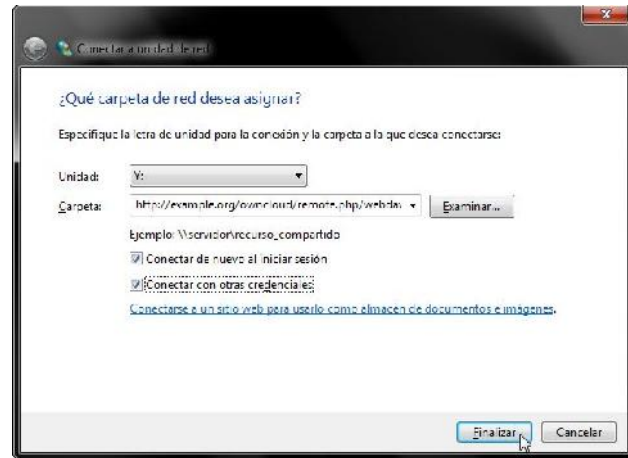 Conectar a unidad de red
¿Qué carpeta de red desea asignar?
Especifique la letra de unidad para la conexión y la carpeta a la que desea conectarse:
Unidad: Y:
Carpeta: http://example.org/owncloud/remote.php/webdav Examinar...
Ejemplo: \\servidor\recurso_compartido
Conectar de nuevo al iniciar sesión
Conectar con otras credenciales
Conectarse a un sitio web para usarlo como almacén de documentos e imágenes.
Finalizar Cancelar